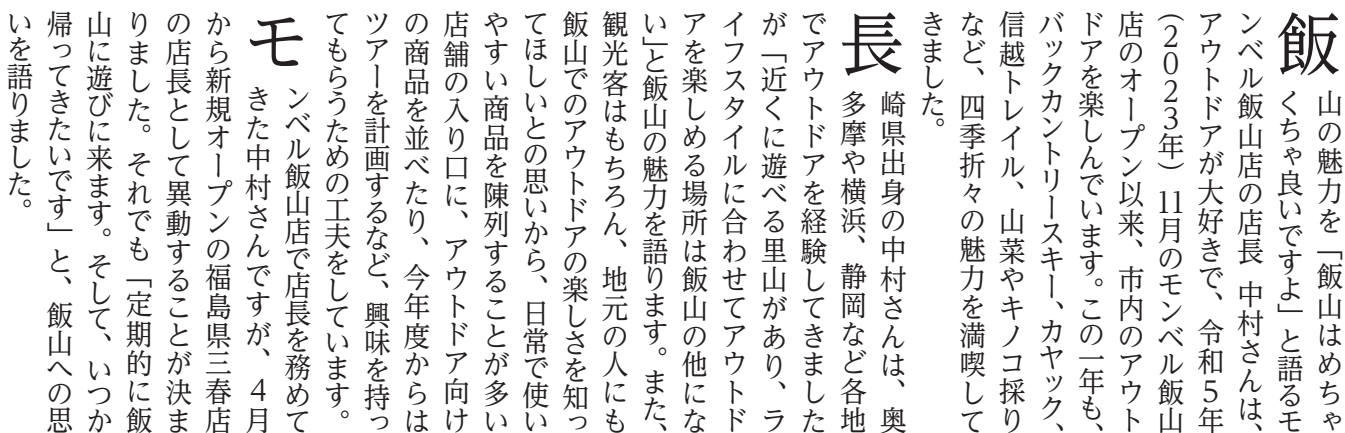 飯山の魅力を「飯山はめちゃ
くちゃ良いですよ」と語るモ
ンベル飯山店の店長 中村さんは、
アウトドアが大好きで、令和5年
（2023年）11月のモンベル飯山
店のオープン以来、市内のアウト
ドアを楽しんでいます。この一年も、
バックカントリースキー、カヤック、
信越トレイル、山菜やキノコ採り
など、四季折々の魅力を満喫して
きました。
長崎県出身の中村さんは、奥
多摩や横浜、静岡など各地
でアウトドアを経験してきました
が「近くに遊べる里山があり、ラ
イフスタイルに合わせてアウトド
アを楽しめる場所は飯山の他にな
い」と飯山の魅力を語ります。また、
観光客はもちろん、地元の人にも
飯山でのアウトドアの楽しさを知っ
てほしいとの思いから、日常で使い
やすい商品を陳列することが多い
店舗の入り口に、アウトドア向け
の商品を並べたり、今年度からは
ツアーを計画するなど、興味を持っ
てもらうための工夫をしています。
モンベル飯山店で店長を務めて
きた中村さんですが、4月
から新規オープンの福島県三春店
の店長として異動することが決ま
りました。それでも「定期的に飯
山に遊びに来ます。そして、いつか
帰ってきたいです」と、飯山への思
いを語りました。